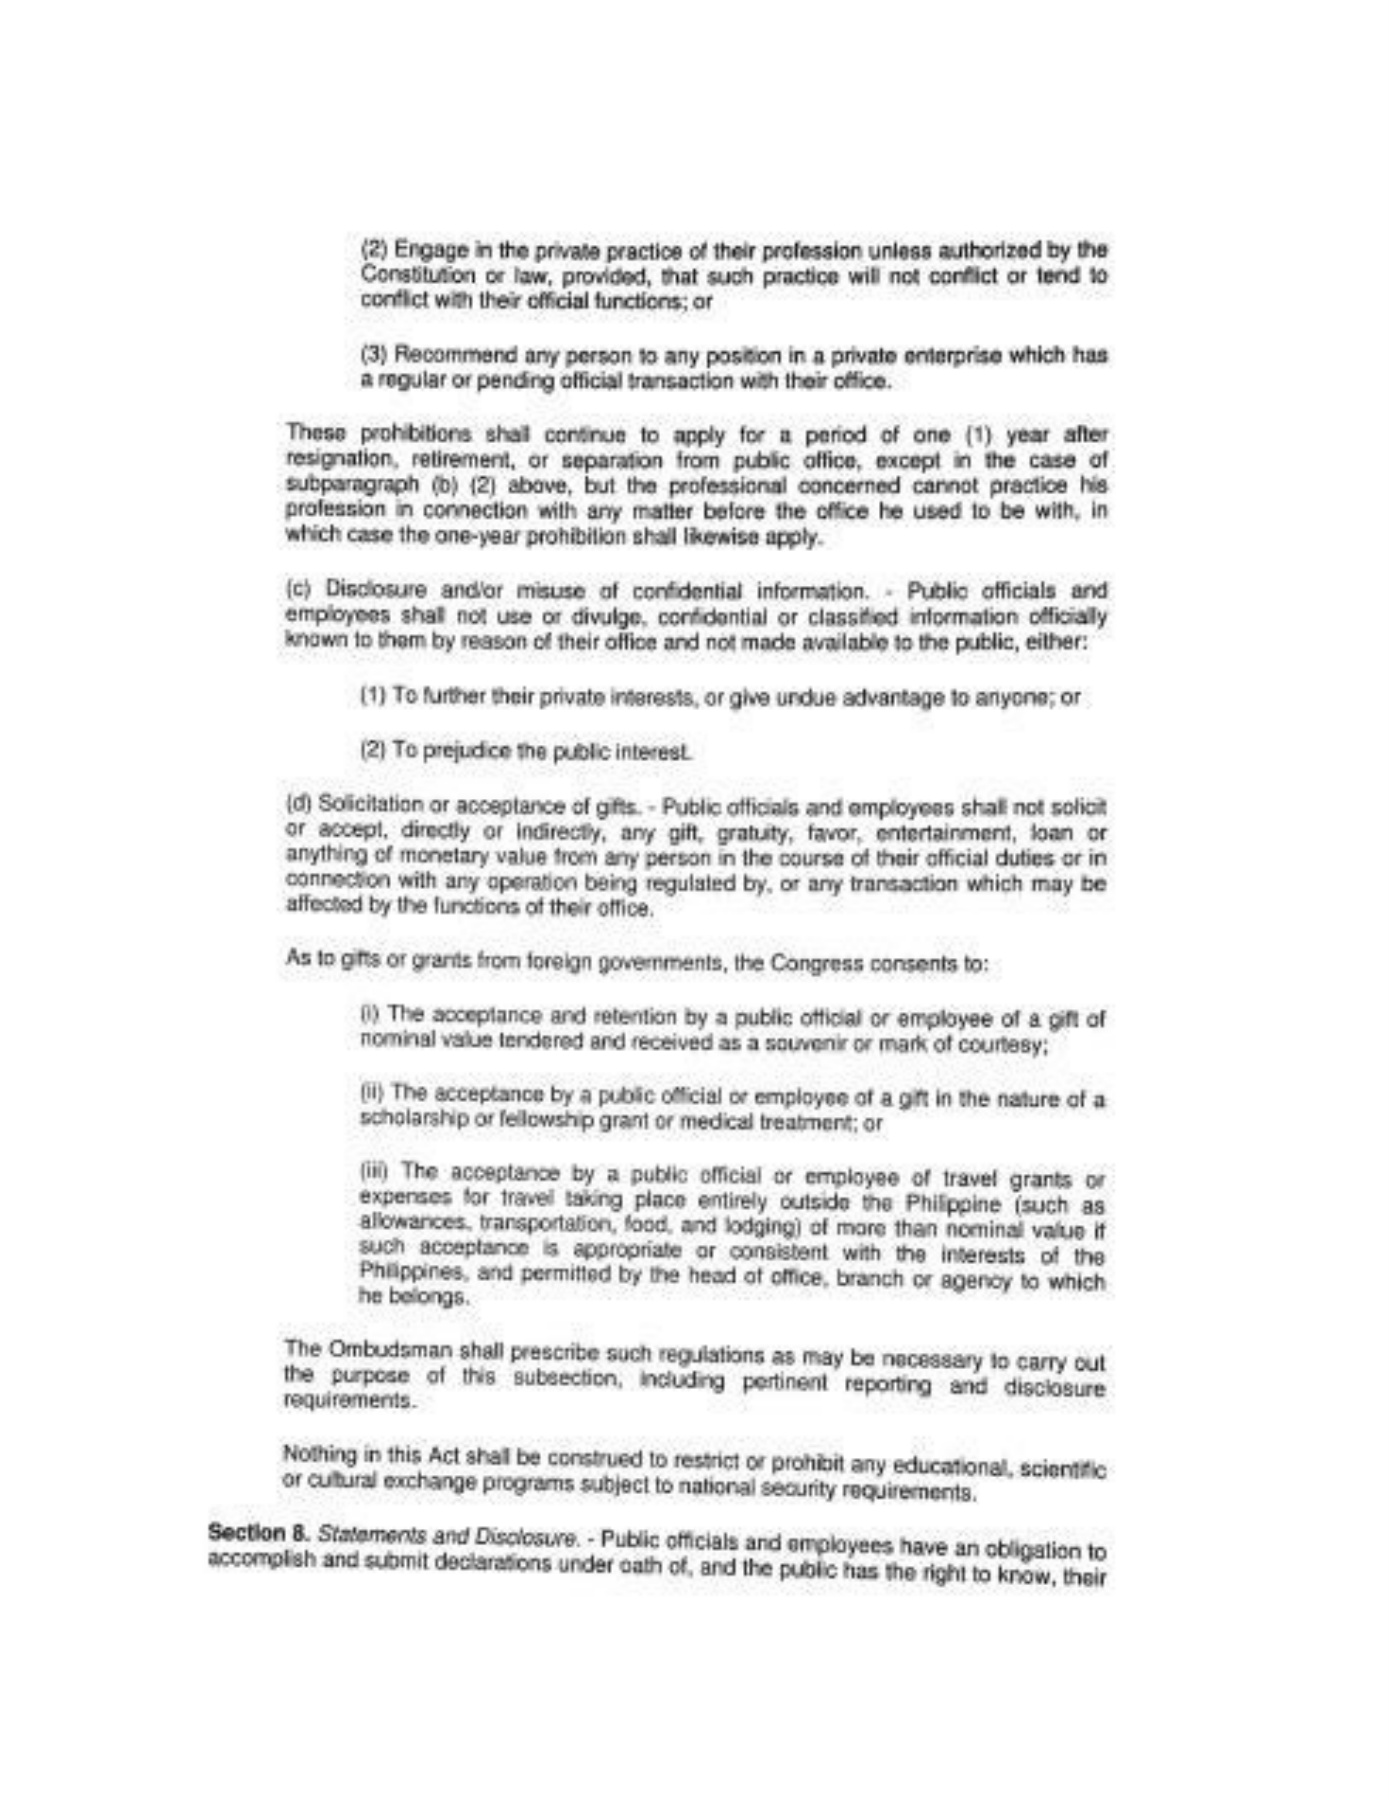 (2) Engage in the private practice of their profession unless authorized by the
Constitution or law, provided, that such practice will not conflict or tend to
conflict with their official functions; or
(3) Recommend any person to any position in a private enterprise which has
a regular or pending official transaction with their office.
These prohibitions shall continue to apply for a period of one (1) year after
resignation, retirement, or separation from public office, except in the case of
subparagraph (b) (2) above, but the professional concerned cannot practice his
profession in connection with any matter before the office he used to be with, in
which case the one-year prohibition shall likewise apply.
(c) Disclosure and/or misuse of confidential information. - Public officials and
employees shall not use or divulge, confidential or classified information officially
known to them by reason of their office and not made available to the public, either:
(1) To further their private interests, or give undue advantage to anyone; or
(2) To prejudice the public interest.
(d) Solicitation or acceptance of gifts. - Public officials and employees shall not solicit
or accept, directly or indirectly, any gift, gratuity, favor, entertainment, loan or
anything of monetary value from any person in the course of their official duties or in
connection with any operation being regulated by, or any transaction which may be
affected by the functions of their office.
As to gifts or grants from foreign governments, the Congress consents to:
(i) The acceptance and retention by a public official or employee of a gift of
nominal value tendered and received as a souvenir or mark of courtesy;
(ii) The acceptance by a public official or employee of a gift in the nature of a
scholarship or fellowship grant or medical treatment; or
(iii) The acceptance by a public official or employee of travel grants or
expenses for travel taking place entirely outside the Philippine (such as
allowances, transportation, food, and lodging) of more than nominal value if
such acceptance is appropriate or consistent with the interests of the
Philippines, and permitted by the head of office, branch or agency to which
he belongs.
The Ombudsman shall prescribe such regulations as may be necessary to carry out
the purpose of this subsection, including pertinent reporting and disclosure
requirements.
Nothing in this Act shall be construed to restrict or prohibit any educational, scientific
or cultural exchange programs subject to national security requirements.
Section 8. Statements and Disclosure. - Public officials and employees have an obligation to
accomplish and submit declarations under oath of, and the public has the right to know, their